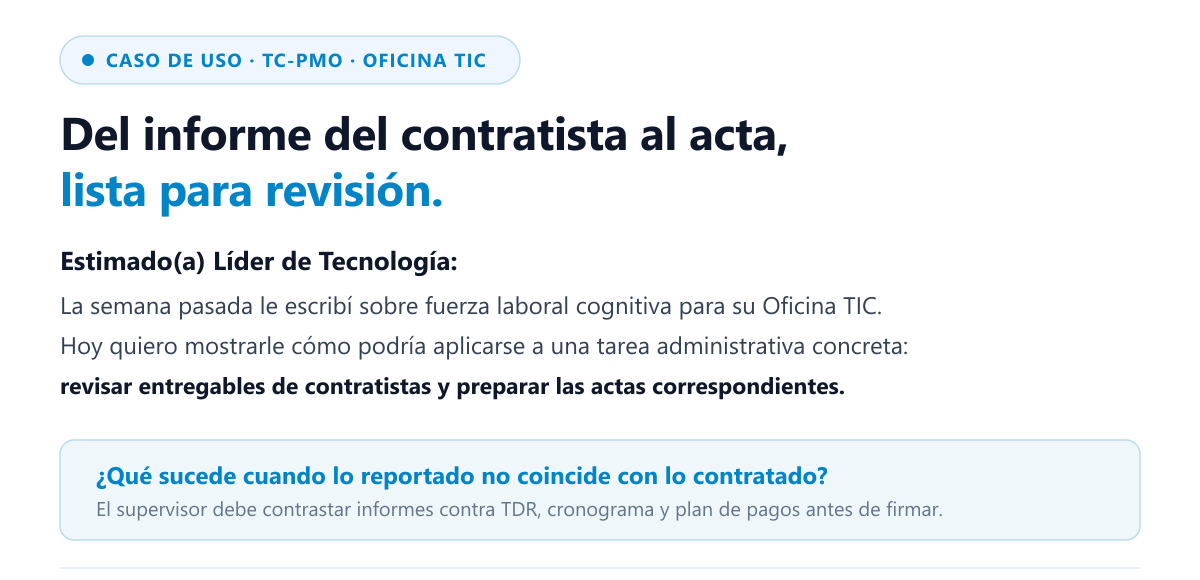 CASO DE USO · TC-PMO · OFICINA TIC
Del informe del contratista al acta,
lista para revisión.
Estimado(a) Líder de Tecnología:
La semana pasada le escribí sobre fuerza laboral cognitiva para su Oficina TIC.
Hoy quiero mostrarle cómo podría aplicarse a una tarea administrativa concreta:
revisar entregables de contratistas y preparar las actas correspondientes.
¿Qué sucede cuando lo reportado no coincide con lo contratado?
El supervisor debe contrastar informes contra TDR, cronograma y plan de pagos antes de firmar.